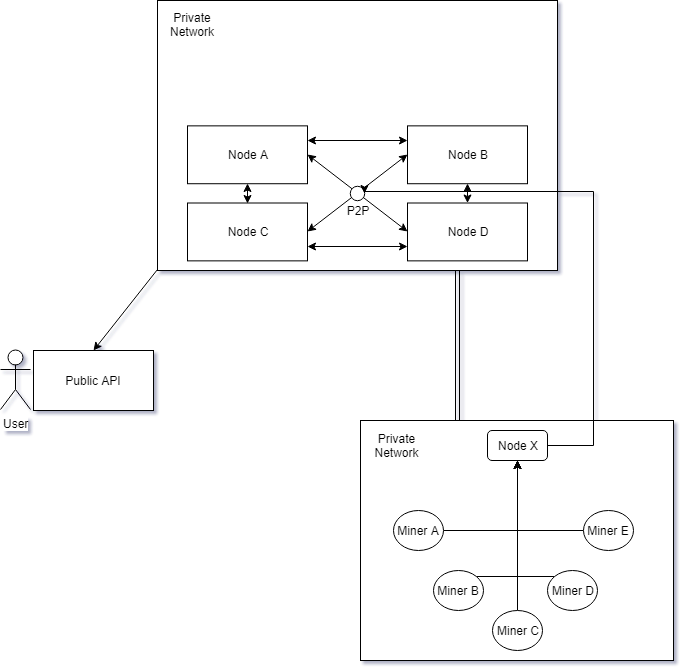 Private
Network
Node A
Node B
P2P
Node C
Node D
Public API
User
Private
Network
Node X
Miner A
Miner E
Miner B
Miner D
Miner C